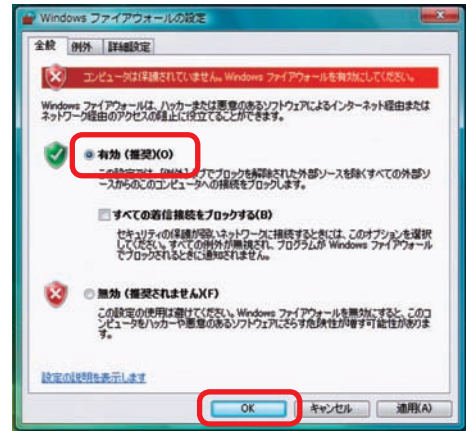 Windows ファイアウォールの設定
全般 例外 詳細設定
コンピュータは保護されていません。Windows ファイアウォールを有効にしてください。
Windows ファイアウォールは、ハッカーまたは悪意のあるソフトウェアによるインターネット経由または
ネットワーク経由のアクセスの阻止に役立てることができます。
有効 (推奨)(O)
この設定では、[例外] タブでブロックを解除された外部ソースを除くすべての外部ソ
ースからのこのコンピュータへの接続をブロックします。
すべての着信接続をブロックする(B)
セキュリティの保護が弱いネットワークに接続するときには、このオプションを選択
してください。すべての例外が無視され、プログラムが Windows ファイアウォール
でブロックされるときに通知されません。
無効 (推奨されません)(F)
この設定の使用は避けてください。Windows ファイアウォールを無効にすると、このコ
ンピュータをハッカーや悪意のあるソフトウェアにさらす危険性が増す可能性がありま
す。
設定の説明を表示します
OK キャンセル 適用(A)